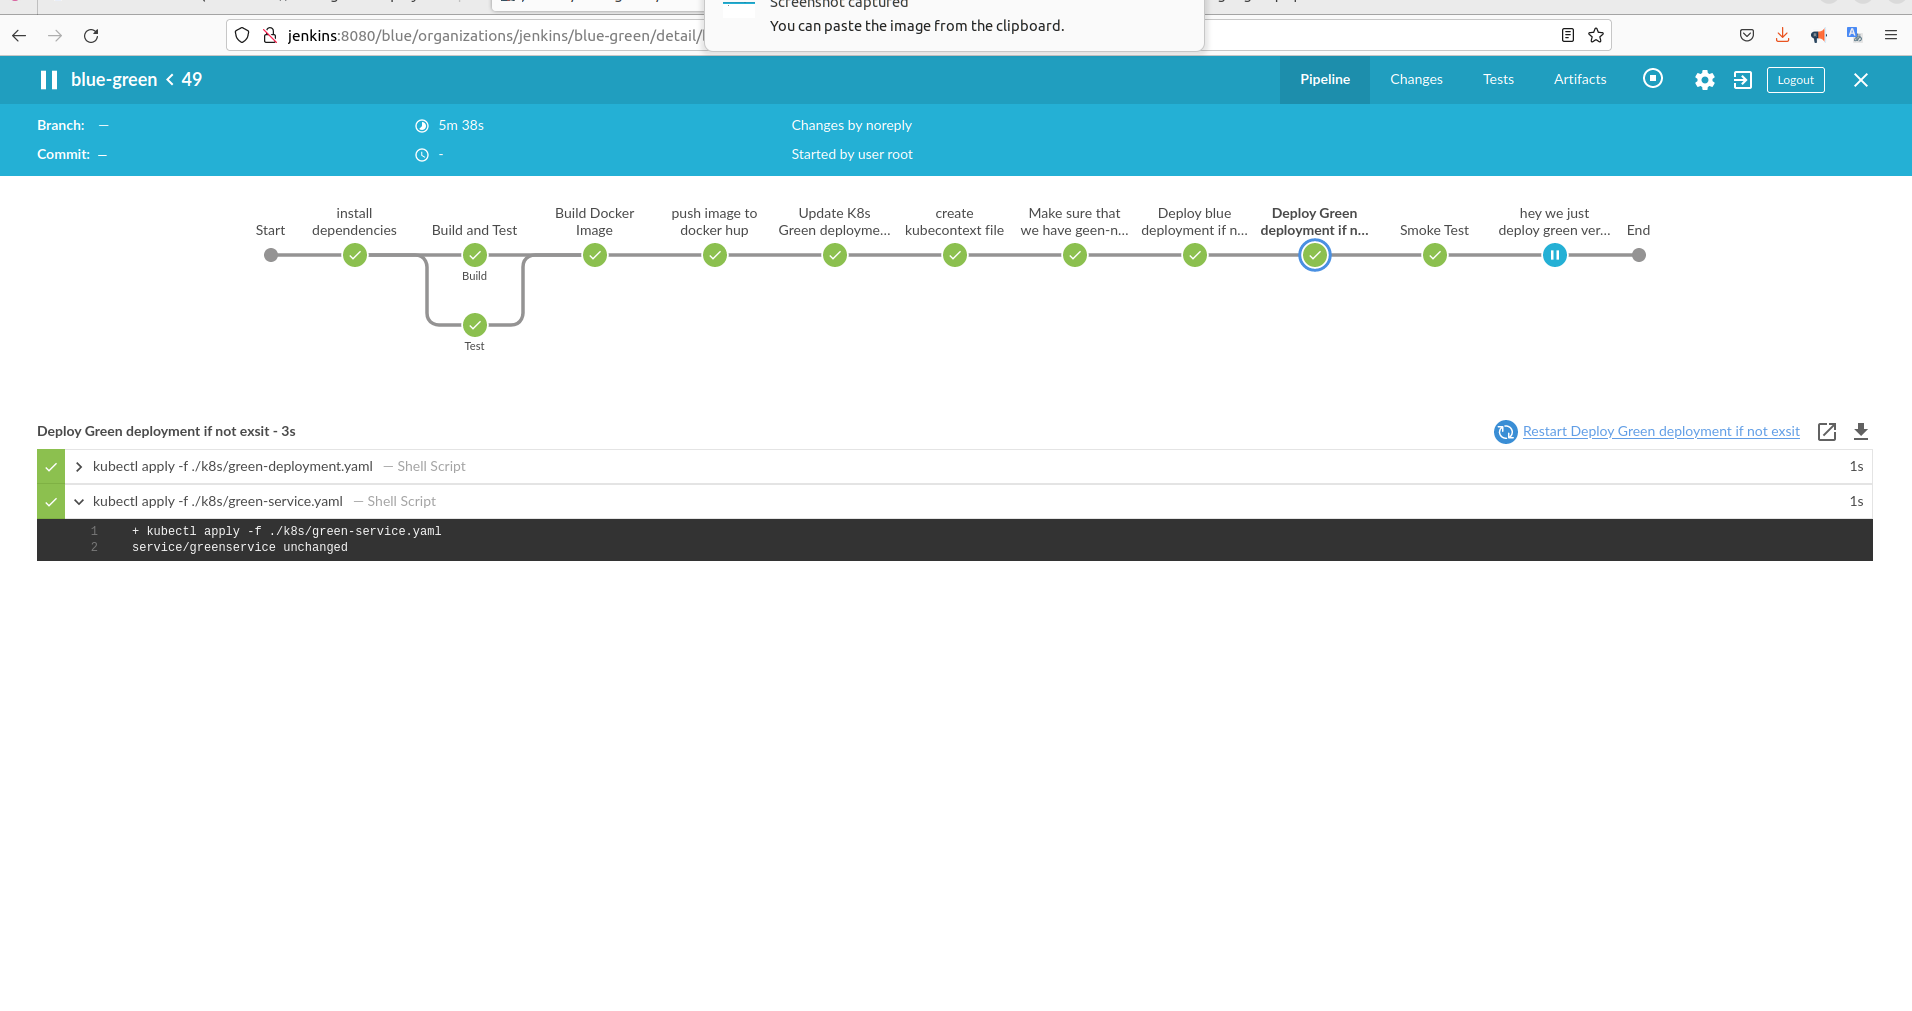 Screenshot captured
You can paste the image from the clipboard.
jenkins:8080/blue/organizations/jenkins/blue-green/detail/
blue-green < 49
Pipeline
Changes
Tests
Artifacts
Logout
Branch: —
5m 38s
Changes by noreply
Commit: —
-
Started by user root
Start
install
dependencies
Build and Test
Build Docker
Image
push image to
docker hup
Update K8s
Green deployme...
create
kubecontext file
Make sure that
we have geen-n...
Deploy blue
deployment if n...
Deploy Green
deployment if n...
Smoke Test
hey we just
deploy green ver...
End
Build
Test
Deploy Green deployment if not exsit - 3s
Restart Deploy Green deployment if not exsit
kubectl apply -f ./k8s/green-deployment.yaml — Shell Script 1s
kubectl apply -f ./k8s/green-service.yaml — Shell Script 1s
1 + kubectl apply -f ./k8s/green-service.yaml
2 service/greenservice unchanged